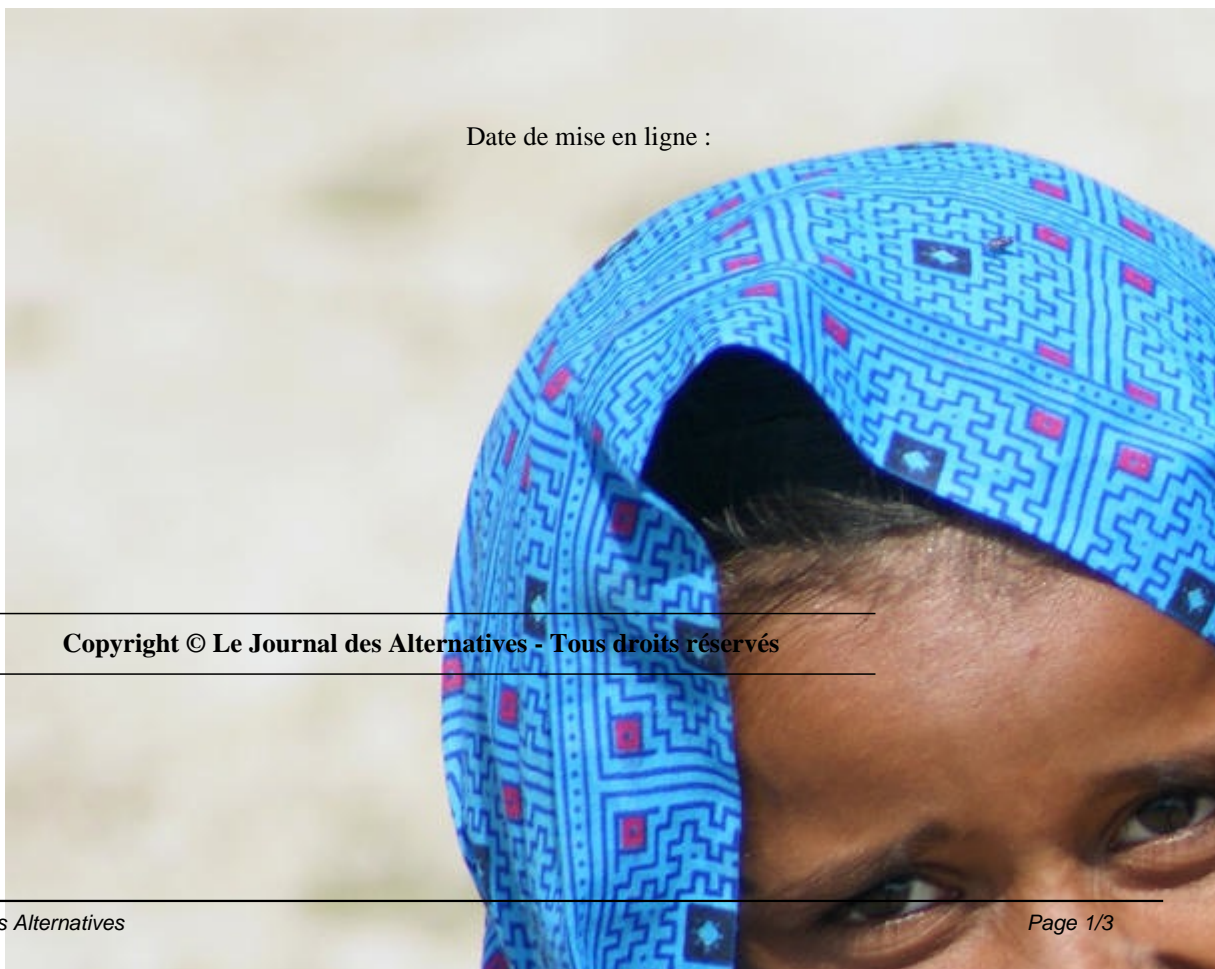 Date de mise en ligne :
Copyright © Le Journal des Alternatives - Tous droits réservés
s Alternatives
Page 1/3